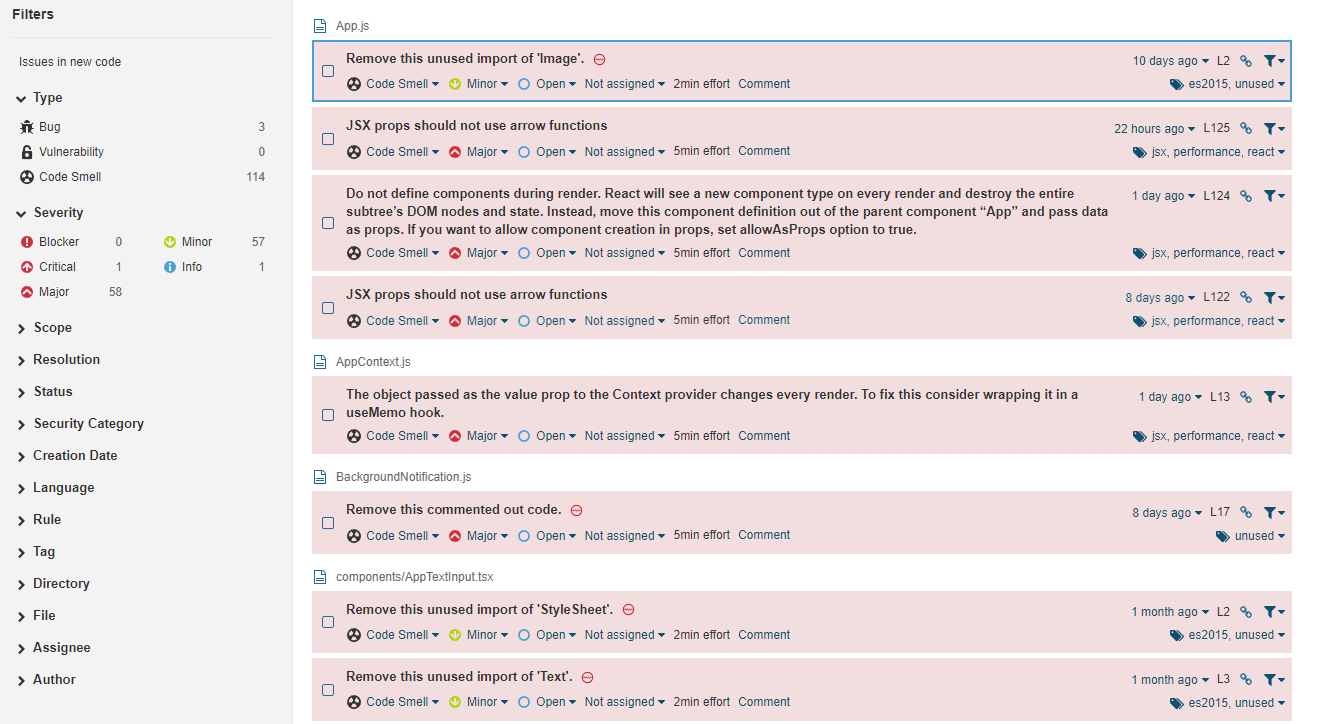 Filters
Issues in new code
Type
Bug 3
Vulnerability 0
Code Smell 114
Severity
Blocker 0 Minor 57
Critical 1 Info 1
Major 58
Scope
Resolution
Status
Security Category
Creation Date
Language
Rule
Tag
Directory
File
Assignee
Author
App.js
Remove this unused import of 'Image'. 10 days ago L2
Code Smell Minor Open Not assigned 2min effort Comment es2015, unused
JSX props should not use arrow functions 22 hours ago L125
Code Smell Major Open Not assigned 5min effort Comment jsx, performance, react
Do not define components during render. React will see a new component type on every render and destroy the entire 1 day ago L124
subtree’s DOM nodes and state. Instead, move this component definition out of the parent component “App” and pass data
as props. If you want to allow component creation in props, set allowAsProps option to true.
Code Smell Major Open Not assigned 5min effort Comment jsx, performance, react
JSX props should not use arrow functions 8 days ago L122
Code Smell Major Open Not assigned 5min effort Comment jsx, performance, react
AppContext.js
The object passed as the value prop to the Context provider changes every render. To fix this consider wrapping it in a 1 day ago L13
useMemo hook.
Code Smell Major Open Not assigned 5min effort Comment jsx, performance, react
BackgroundNotification.js
Remove this commented out code. 8 days ago L17
Code Smell Major Open Not assigned 5min effort Comment unused
components/AppTextInput.tsx
Remove this unused import of 'StyleSheet'. 1 month ago L2
Code Smell Minor Open Not assigned 2min effort Comment es2015, unused
Remove this unused import of 'Text'. 1 month ago L3
Code Smell Minor Open Not assigned 2min effort Comment es2015, unused